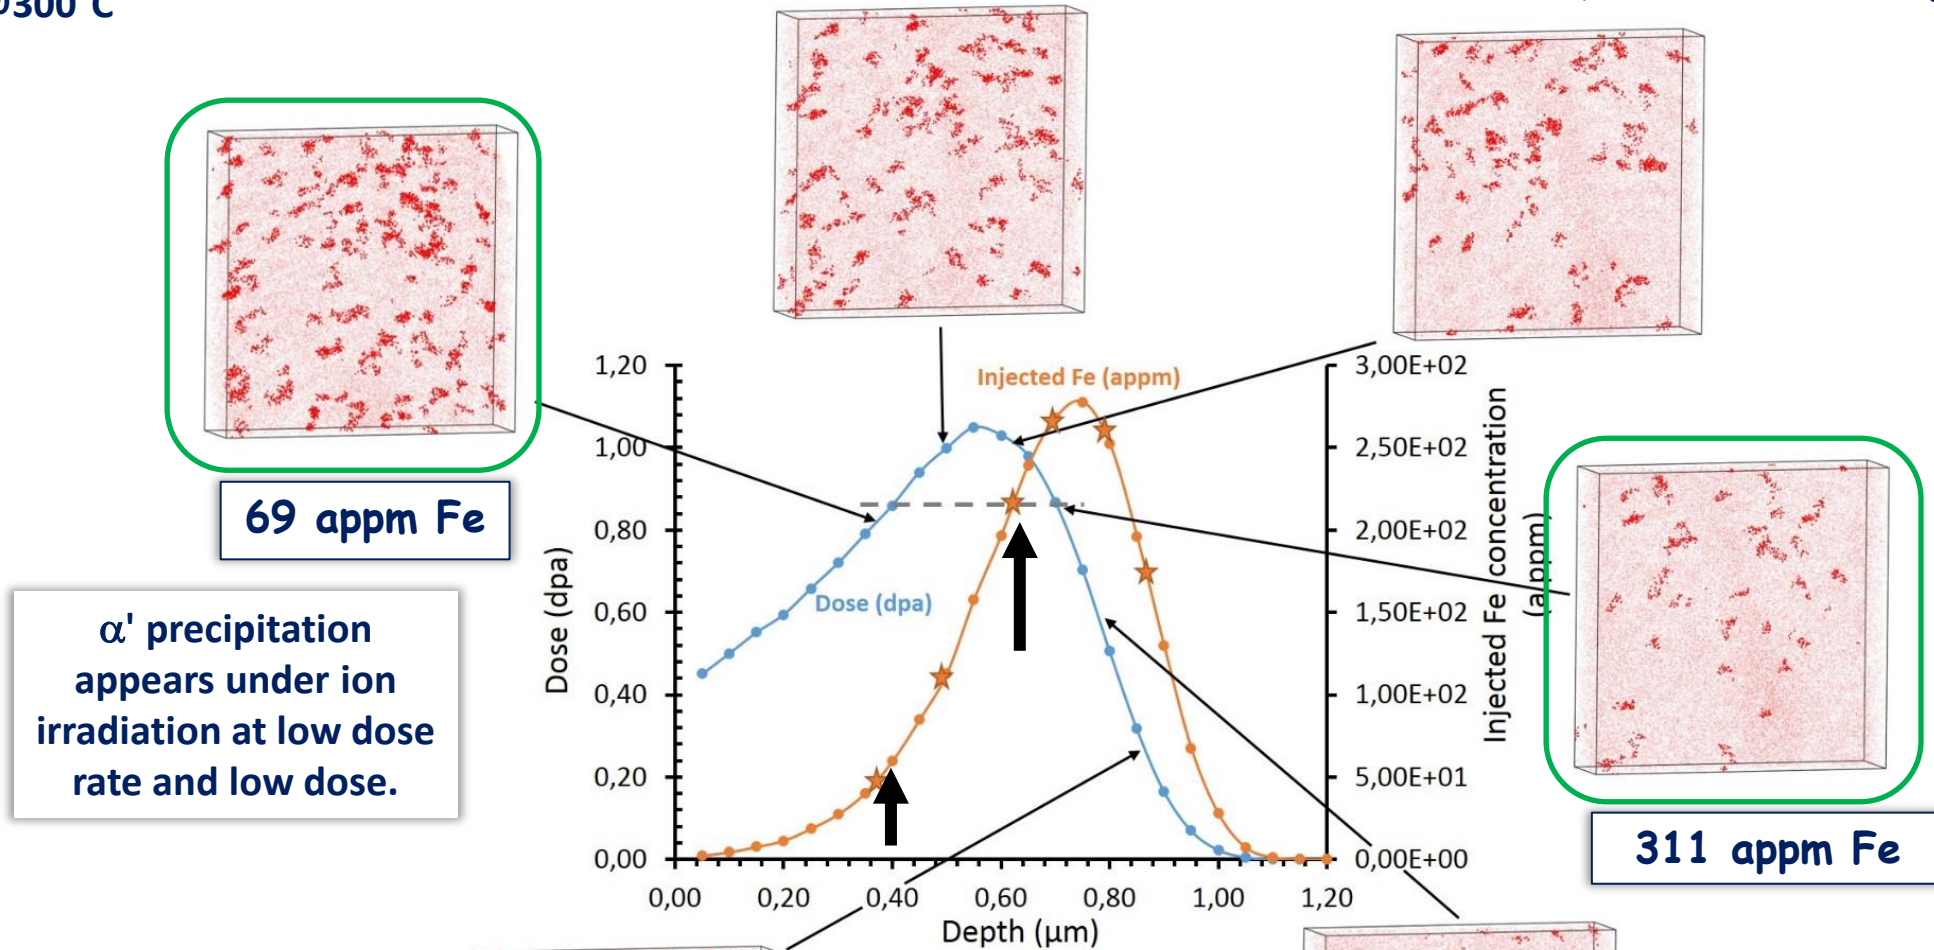 @300°C
69 appm Fe
α' precipitation
appears under ion
irradiation at low dose
rate and low dose.
Injected Fe (appm)
Dose (dpa)
Dose (dpa)
1,20
1,00
0,80
0,60
0,40
0,20
0,00
3,00E+02
2,50E+02
2,00E+02
1,50E+02
1,00E+02
5,00E+01
0,00E+00
Injected Fe concentration
(appm)
0,00 0,20 0,40 0,60 0,80 1,00 1,20
Depth (µm)
311 appm Fe